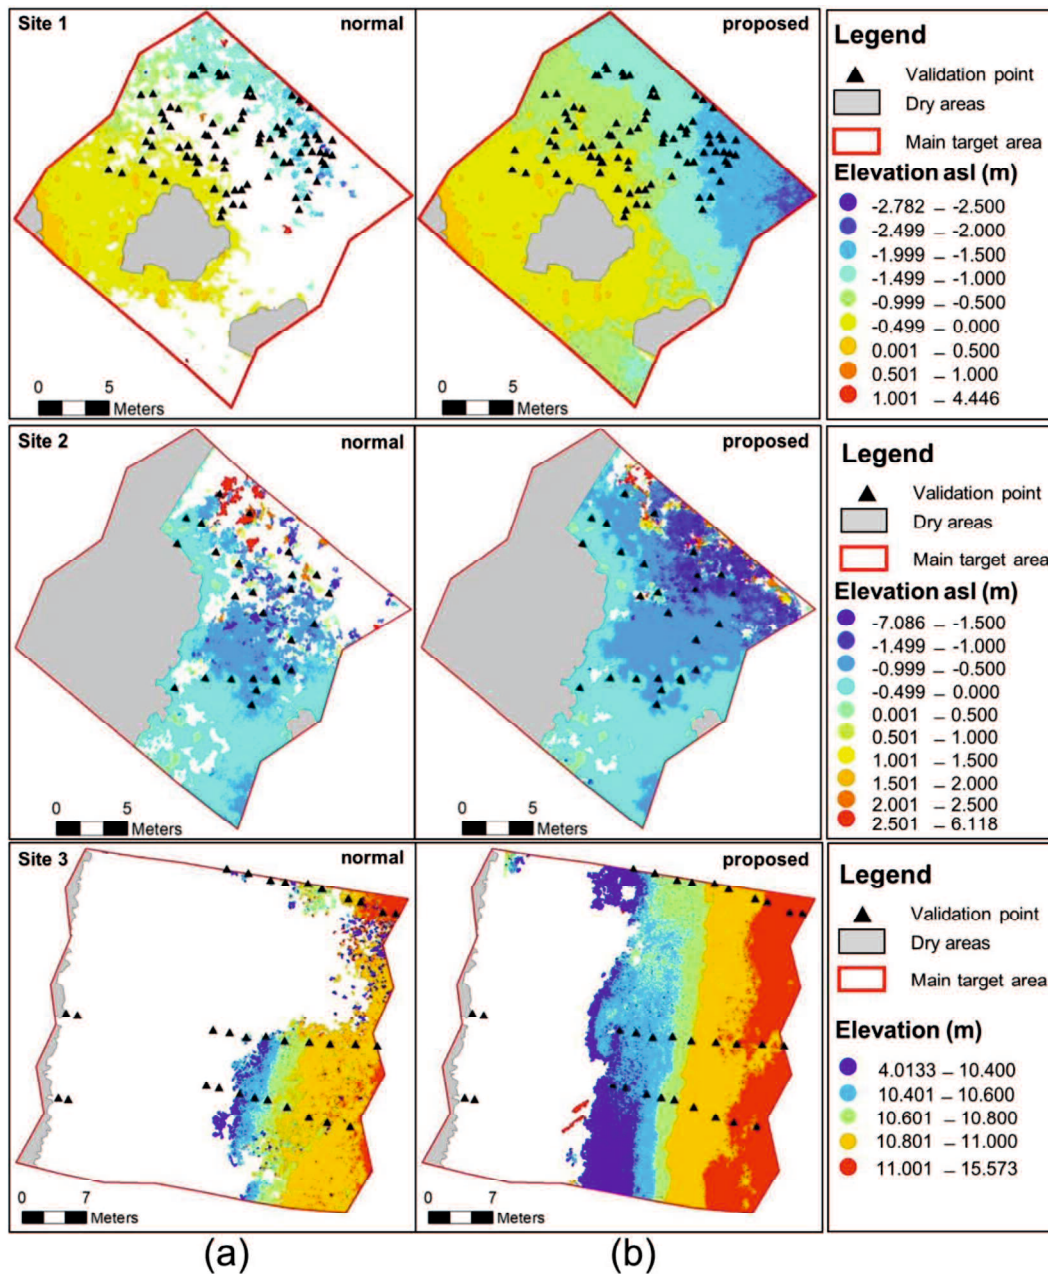 Site 1 normal
proposed
Legend
Validation point
Dry areas
Main target area
Elevation asl (m)
-2.782 – -2.500
-2.499 – -2.000
-1.999 – -1.500
-1.499 – -1.000
-0.999 – -0.500
-0.499 – 0.000
0.001 – 0.500
0.501 – 1.000
1.001 – 4.446
0 5
Meters
0 5
Meters
Site 2 normal
proposed
Legend
Validation point
Dry areas
Main target area
Elevation asl (m)
-7.086 – -1.500
-1.499 – -1.000
-0.999 – -0.500
-0.499 – 0.000
0.001 – 0.500
0.501 – 1.000
1.001 – 1.500
1.501 – 2.000
2.001 – 2.500
2.501 – 6.118
0 5
Meters
0 5
Meters
Site 3 normal
proposed
Legend
Validation point
Dry areas
Main target area
Elevation (m)
4.0133 – 10.400
10.401 – 10.600
10.601 – 10.800
10.801 – 11.000
11.001 – 15.573
0 7
Meters
0 7
Meters
(a) (b)